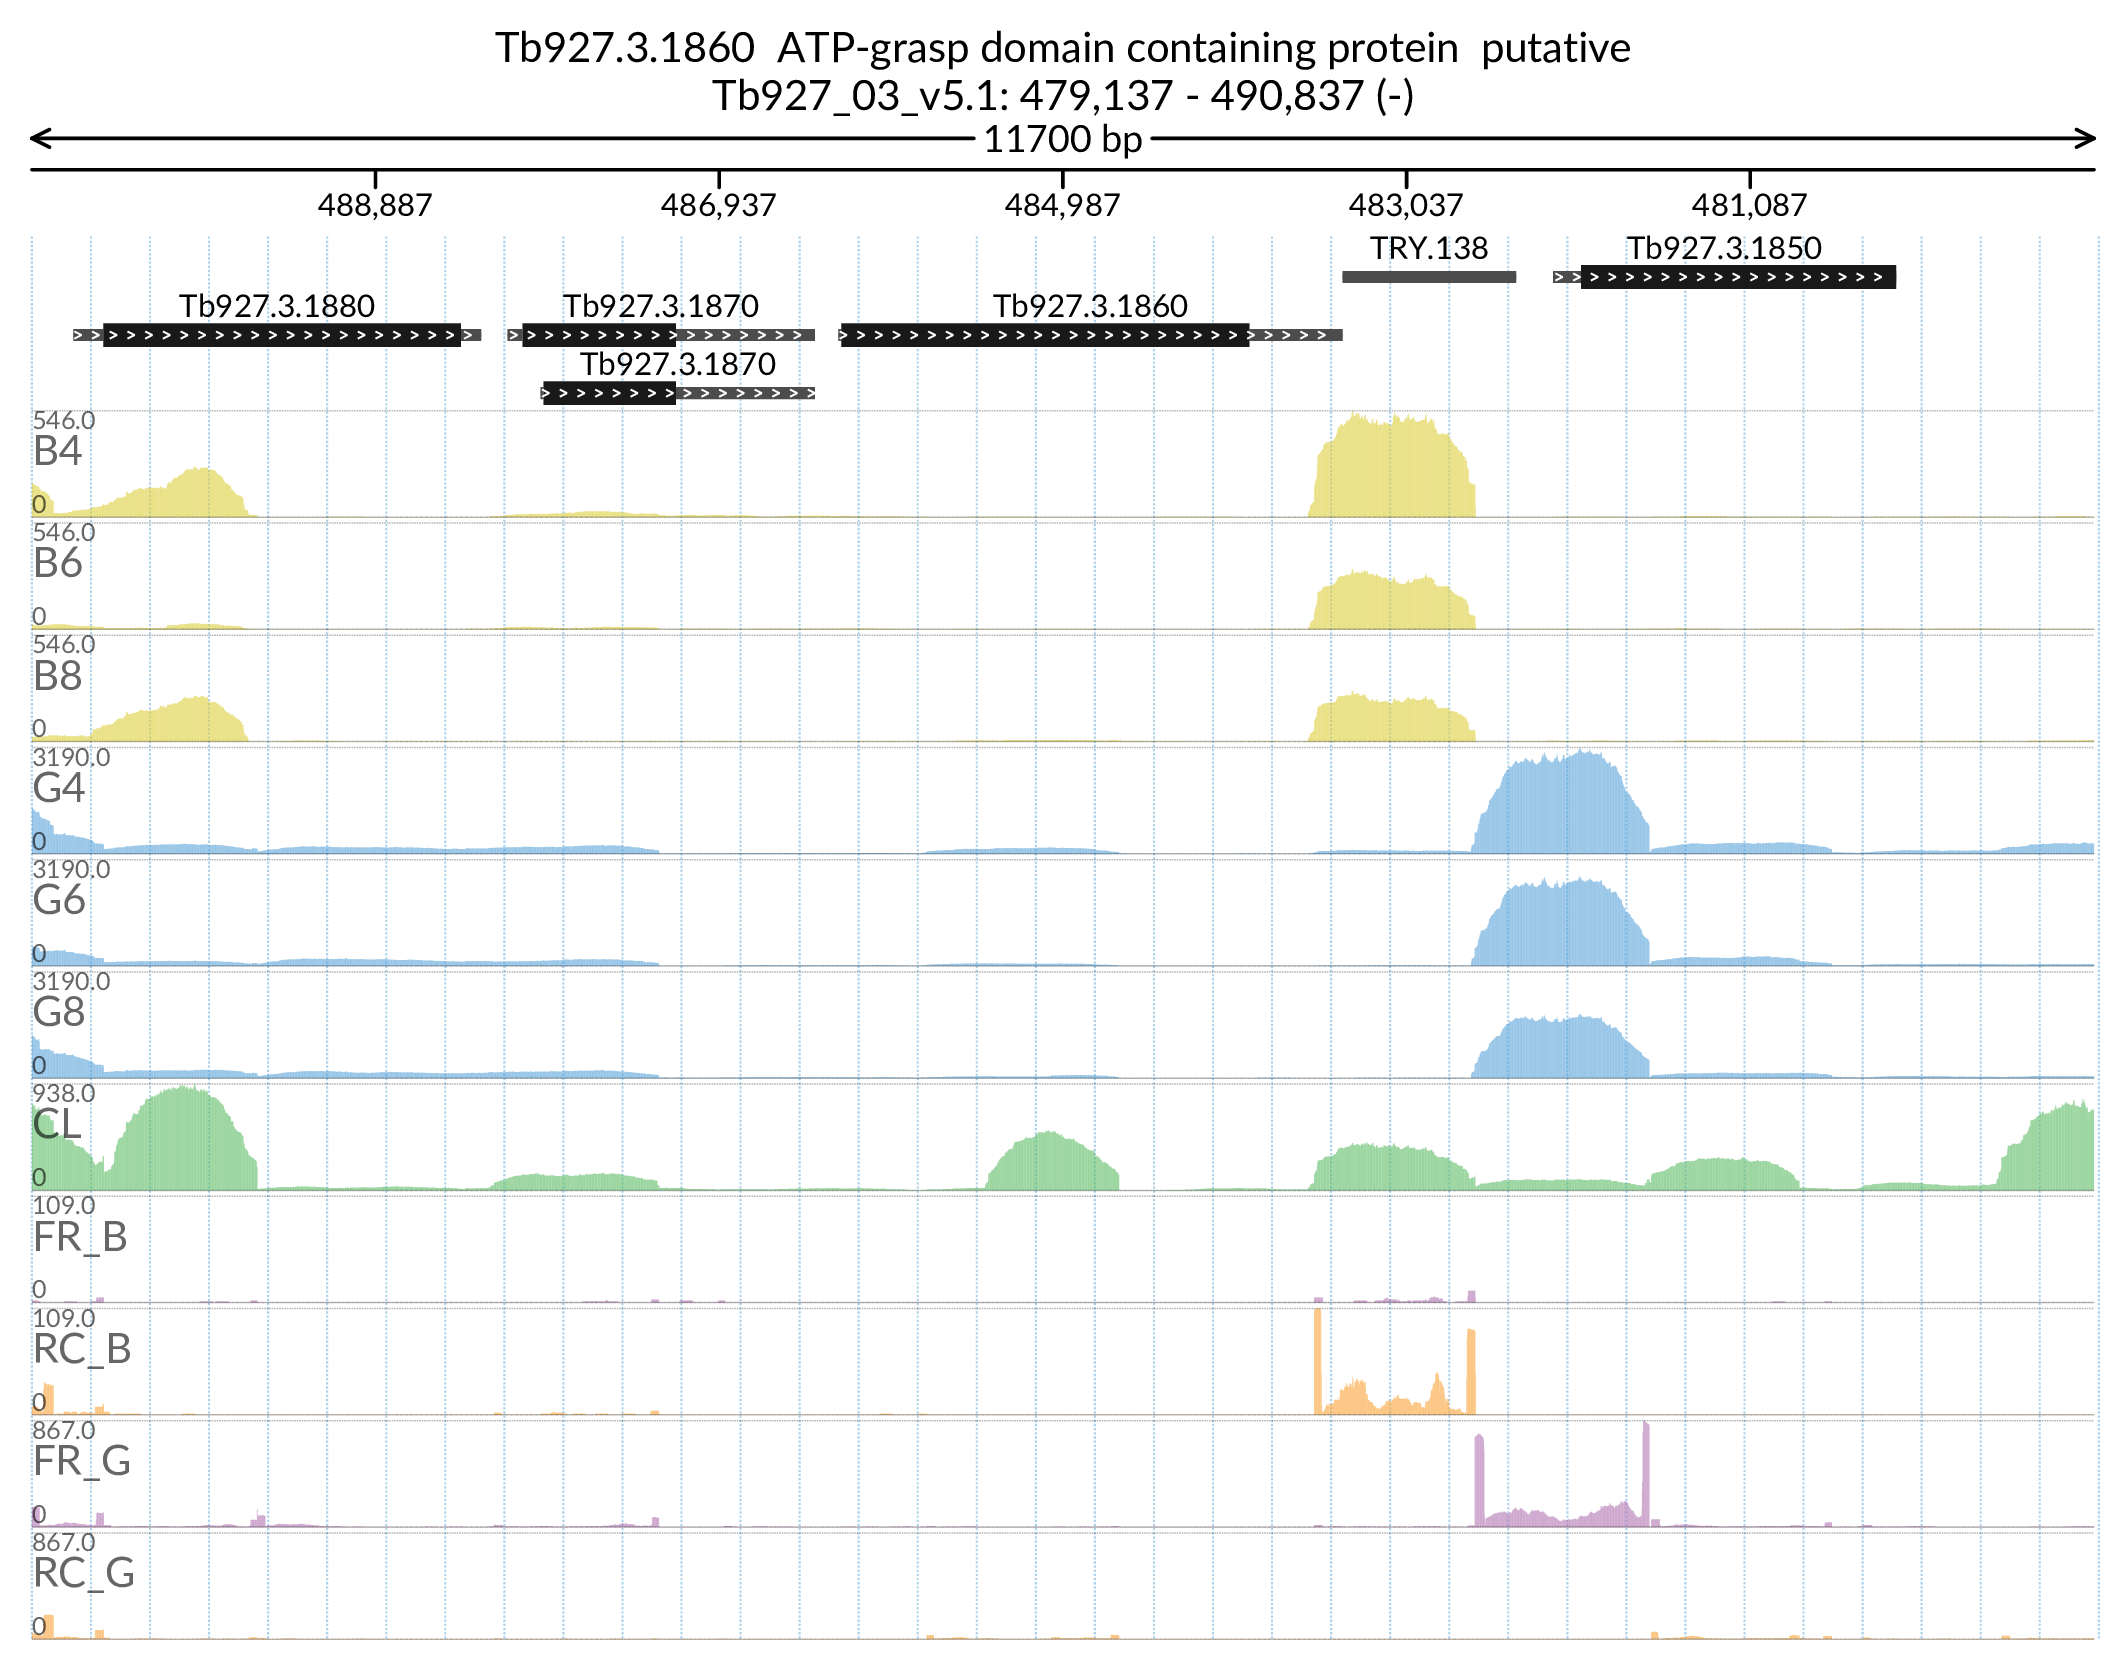 Tb927.3.1860  ATP-grasp domain containing protein  putative
Tb927_03_v5.1: 479,137 - 490,837 (-)
11700 bp
488,887 486,937 484,987 483,037 481,087
TRY.138 Tb927.3.1850
Tb927.3.1880 Tb927.3.1870 Tb927.3.1860
Tb927.3.1870
546.0
B4
0
546.0
B6
0
546.0
B8
0
3190.0
G4
0
3190.0
G6
0
3190.0
G8
0
938.0
CL
0
109.0
FR_B
0
109.0
RC_B
0
867.0
FR_G
0
867.0
RC_G
0